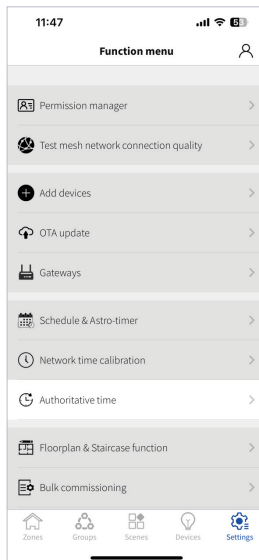 11:47
53
Function menu
Permission manager
Test mesh network connection quality
Add devices
OTA update
Gateways
Schedule & Astro-timer
Network time calibration
Authoritative time
Floorplan & Staircase function
Bulk commissioning
Zones Groups Scenes Devices Settings